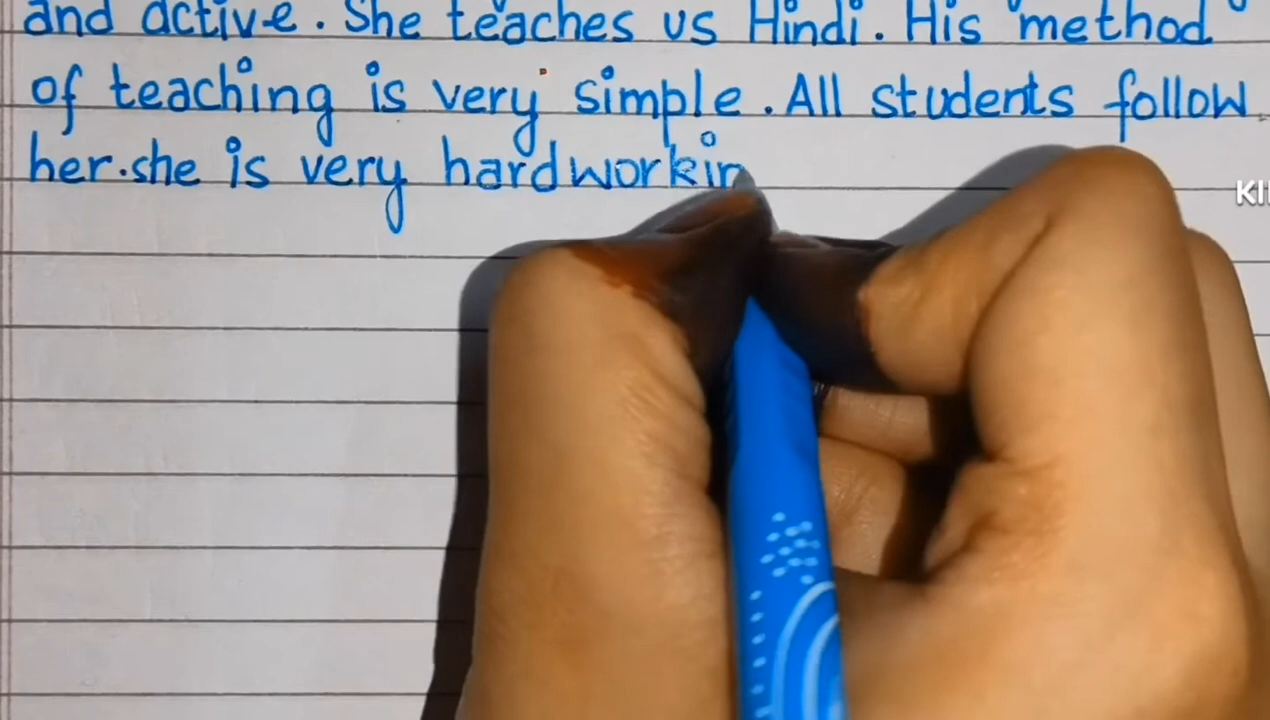 and active. She teaches us Hindi. His method
of teaching is very simple. All students follow
her. she is very hardworkin
KI